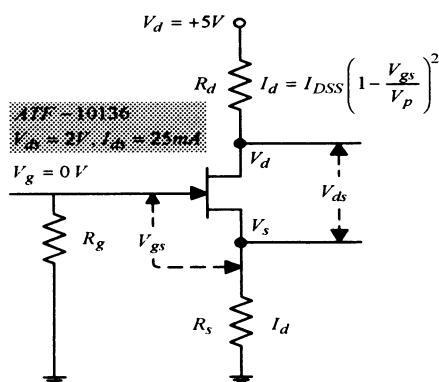 V_d = +5V
R_d
I_d = I_DSS(1 - V_gs/V_p)^2
ATF-10136
V_ds = 2V, I_ds = 25mA
V_g = 0 V
V_d
V_ds
V_s
V_gs
R_g
R_s
I_d